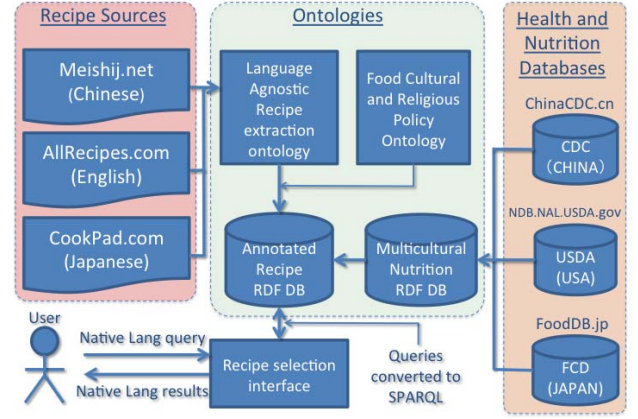 Recipe Sources
Meishij.net
(Chinese)
AllRecipes.com
(English)
CookPad.com
(Japanese)
Ontologies
Language
Agnostic
Recipe
extraction
ontology
Food Cultural
and Religious
Policy
Ontology
Annotated
Recipe
RDF DB
Multicultural
Nutrition
RDF DB
Health and
Nutrition
Databases
ChinaCDC.cn
CDC
(CHINA)
NDB.NAL.USDA.gov
USDA
(USA)
FoodDB.jp
FCD
(JAPAN)
User
Native Lang query
Native Lang results
Recipe selection
interface
Queries
converted to
SPARQL